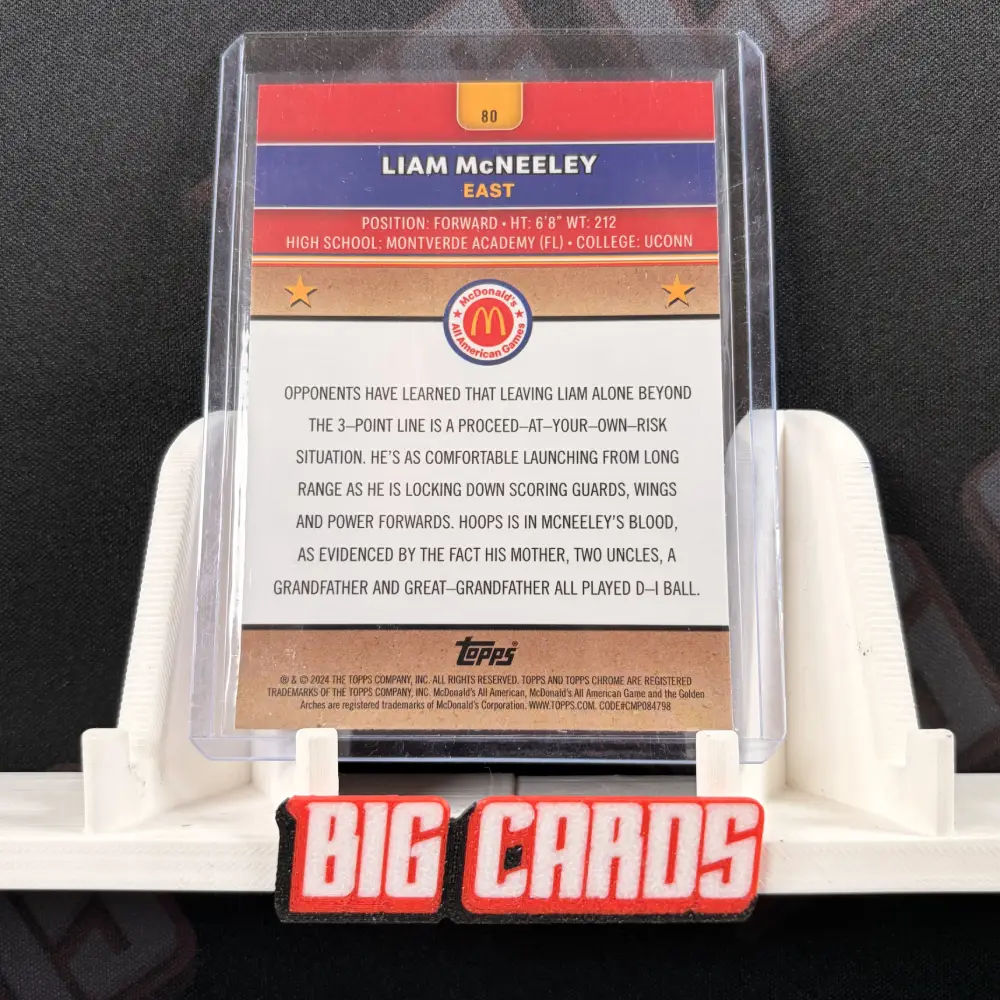 80
LIAM McNEELEY
EAST
POSITION: FORWARD • HT: 6'8" WT: 212
HIGH SCHOOL: MONTVERDE ACADEMY (FL) • COLLEGE: UCONN
McDonald's
All American Games
OPPONENTS HAVE LEARNED THAT LEAVING LIAM ALONE BEYOND
THE 3–POINT LINE IS A PROCEED–AT–YOUR–OWN–RISK
SITUATION. HE'S AS COMFORTABLE LAUNCHING FROM LONG
RANGE AS HE IS LOCKING DOWN SCORING GUARDS, WINGS
AND POWER FORWARDS. HOOPS IS IN MCNEELEY'S BLOOD,
AS EVIDENCED BY THE FACT HIS MOTHER, TWO UNCLES, A
GRANDFATHER AND GREAT–GRANDFATHER ALL PLAYED D–I BALL.
topps®
® & © 2024 THE TOPPS COMPANY, INC. ALL RIGHTS RESERVED. TOPPS AND TOPPS CHROME ARE REGISTERED
TRADEMARKS OF THE TOPPS COMPANY, INC. McDonald's All American, McDonald's All American Game and the Golden
Arches are registered trademarks of McDonald's Corporation. WWW.TOPPS.COM. CODE#CMP084798
BIG CARDS